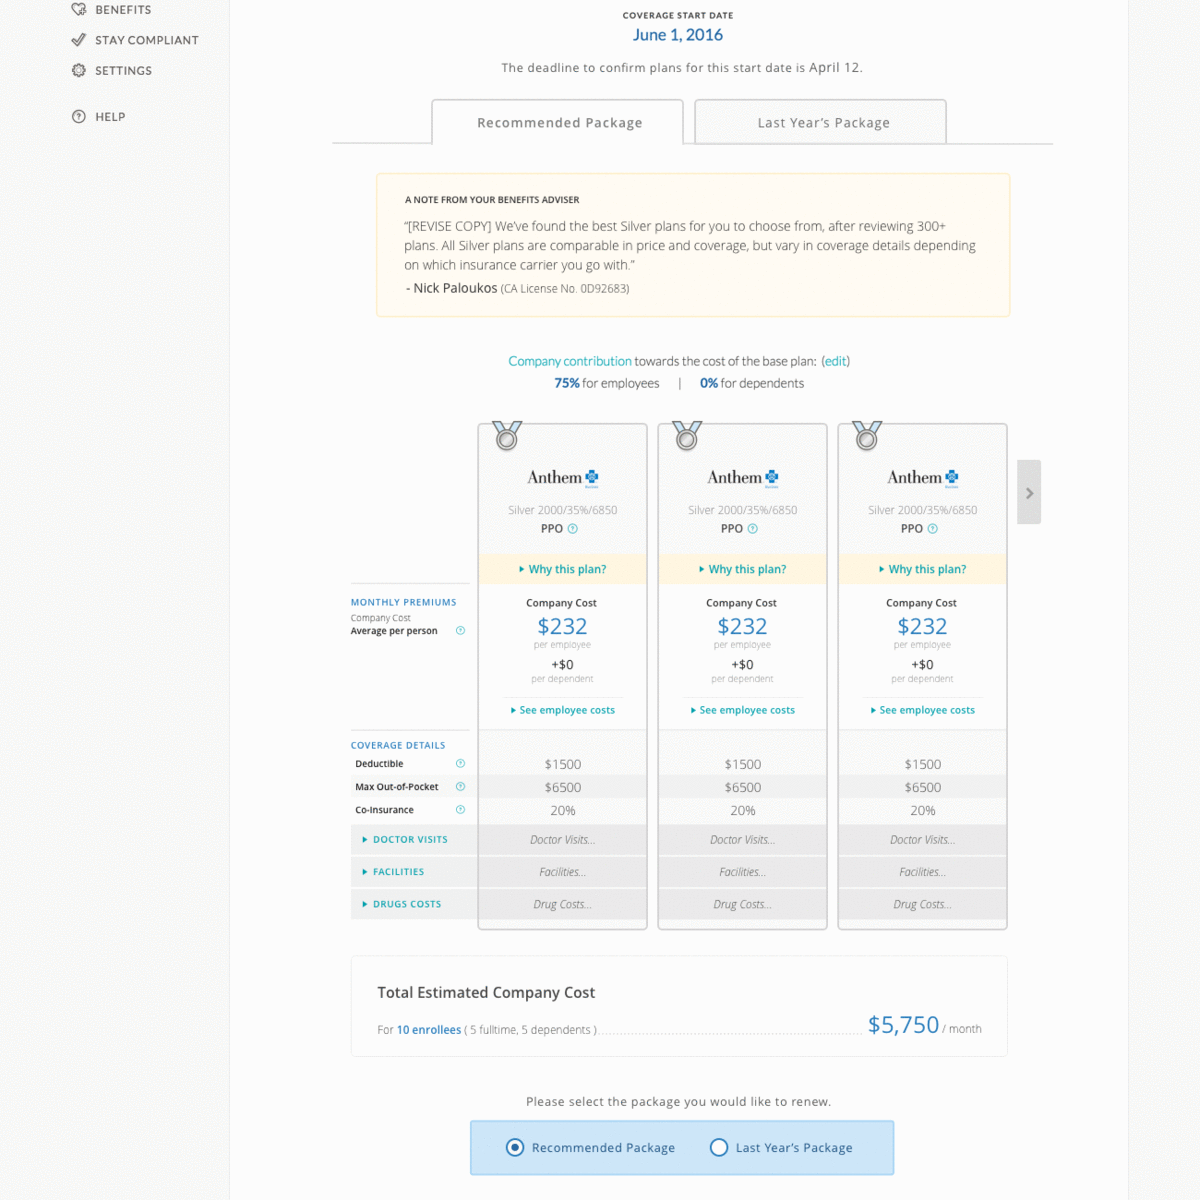 BENEFITS
STAY COMPLIANT
SETTINGS
HELP
COVERAGE START DATE
June 1, 2016
The deadline to confirm plans for this start date is April 12.
Recommended Package
Last Year's Package
A NOTE FROM YOUR BENEFITS ADVISER
“[REVISE COPY] We've found the best Silver plans for you to choose from, after reviewing 300+
plans. All Silver plans are comparable in price and coverage, but vary in coverage details depending
on which insurance carrier you go with.”
- Nick Paloukos (CA License No. 0D92683)
Company contribution towards the cost of the base plan: (edit)
75% for employees | 0% for dependents
Anthem Anthem Anthem
Silver 2000/35%/6850 Silver 2000/35%/6850 Silver 2000/35%/6850
PPO ? PPO ? PPO ?
Why this plan? Why this plan? Why this plan?
MONTHLY PREMIUMS Company Cost Company Cost Company Cost
Company Cost $232 $232 $232
Average per person ?
per employee per employee per employee
+$0 +$0 +$0
per dependent per dependent per dependent
See employee costs See employee costs See employee costs
COVERAGE DETAILS
Deductible ? $1500 $1500 $1500
Max Out-of-Pocket ? $6500 $6500 $6500
Co-Insurance ? 20% 20% 20%
DOCTOR VISITS Doctor Visits... Doctor Visits... Doctor Visits...
FACILITIES Facilities... Facilities... Facilities...
DRUGS COSTS Drug Costs... Drug Costs... Drug Costs...
Total Estimated Company Cost
For 10 enrollees ( 5 fulltime, 5 dependents ) $5,750 / month
Please select the package you would like to renew.
Recommended Package Last Year's Package